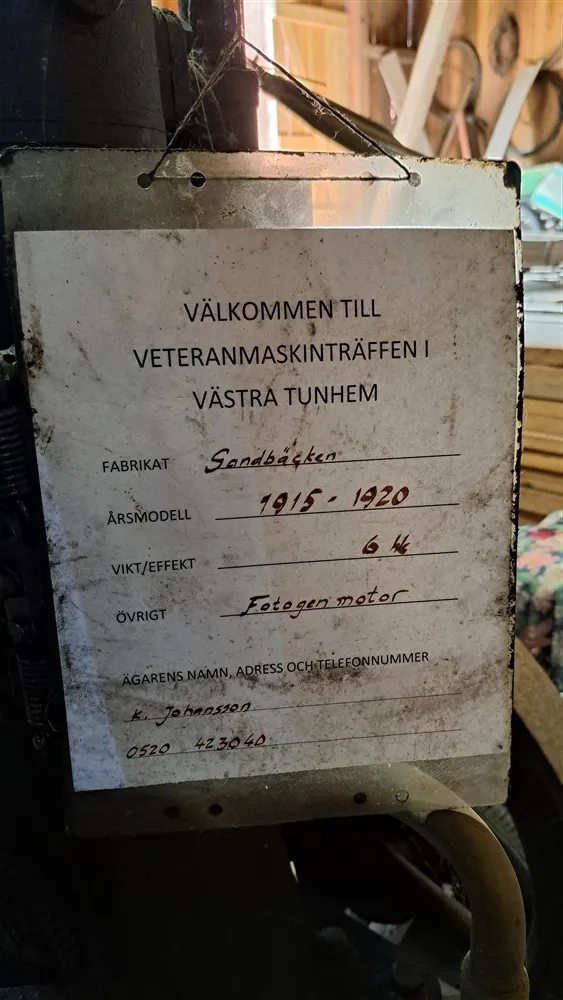 VÄLKOMMEN TILL
VETERANMASKINTRÄFFEN I
VÄSTRA TUNHEM
FABRIKAT Sandbäcken
ÅRSMODELL 1915 - 1920
VIKT/EFFEKT 6
ÖVRIGT Fotogen motor
ÄGARENS NAMN, ADRESS OCH TELEFONNUMMER
K. Johansson
0520 423040